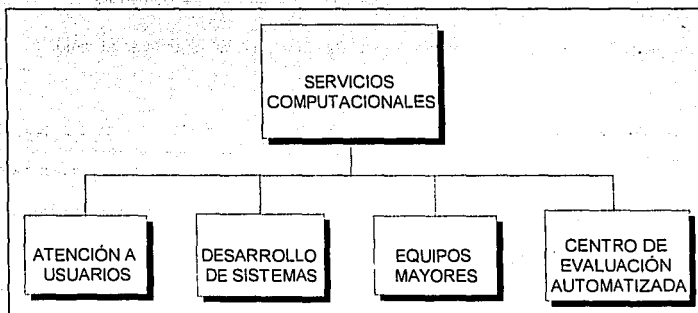 SERVICIOS
COMPUTACIONALES
ATENCIÓN A
USUARIOS
DESARROLLO
DE SISTEMAS
EQUIPOS
MAYORES
CENTRO DE
EVALUACIÓN
AUTOMATIZADA